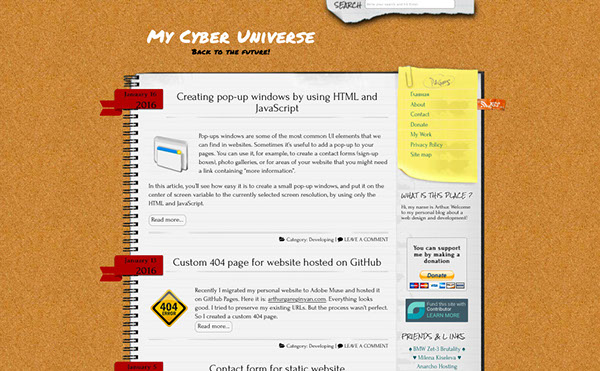 SEARCH
My Cyber Universe
Back to the future!
January 16
2016
Creating pop-up windows by using HTML and
JavaScript
Pop-ups windows are some of the most common UI elements that we
can find in websites. Sometimes it's useful to add a pop-up to your
pages. You can use it, for example, to create a contact forms (sign-up
boxes), photo galleries, or for areas of your website that you might need
a link containing "more information".
In this article, you'll see how easy it is to create a small pop-up windows, and put it on the
center of screen variable to the currently selected screen resolution, by using only the
HTML and JavaScript.
Read more...
Category: Developing | LEAVE A COMMENT
January 13
2016
Custom 404 page for website hosted on GitHub
404
ERROR
Recently I migrated my personal website to Adobe Muse and hosted it
on GitHub Pages. Here it is: arthurgareginyan.com. Everything looks
good. I tried to preserve my existing URLs. But the process wasn't perfect.
So I created a custom 404 page.
Read more...
Category: Developing | LEAVE A COMMENT
January 5
Contact form for static website
PAGES
About
Contact
Donate
My Work
Privacy Policy
Site map
WHAT IS THIS PLACE ?
Hi, my name is Arthur. Welcome
to my personal blog about a
web design and development!
You can support
me by making a
donation
Donate
Fund this site with
Contributor
LEARN MORE
FRIENDS & LINKS
♠ BMW Zet-3 Brutality ♠
♥ Milena Kiseleva ♥
Anarcho Hosting